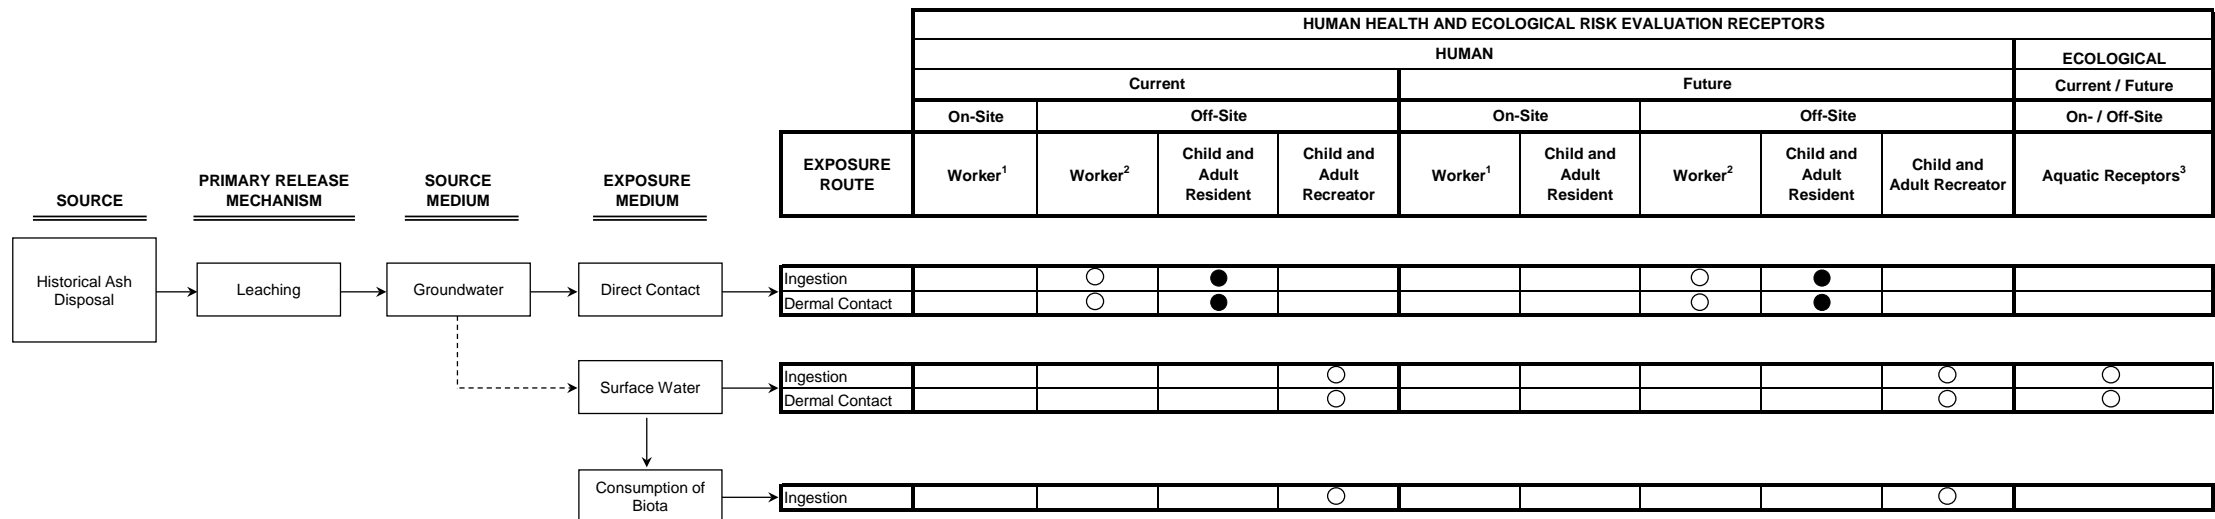 HUMAN HEALTH AND ECOLOGICAL RISK EVALUATION RECEPTORS
HUMAN
ECOLOGICAL
Current
Future
Current / Future
On-Site
Off-Site
On-Site
Off-Site
On- / Off-Site
SOURCE
PRIMARY RELEASE
MECHANISM
SOURCE
MEDIUM
EXPOSURE
MEDIUM
EXPOSURE
ROUTE
Worker1
Worker2
Child and
Adult
Resident
Child and
Adult
Recreator
Worker1
Child and
Adult
Resident
Worker2
Child and
Adult
Resident
Child and
Adult Recreator
Aquatic Receptors3
Historical Ash
Disposal
Leaching
Groundwater
Direct Contact
Ingestion
Dermal Contact
Surface Water
Ingestion
Dermal Contact
Consumption of
Biota
Ingestion